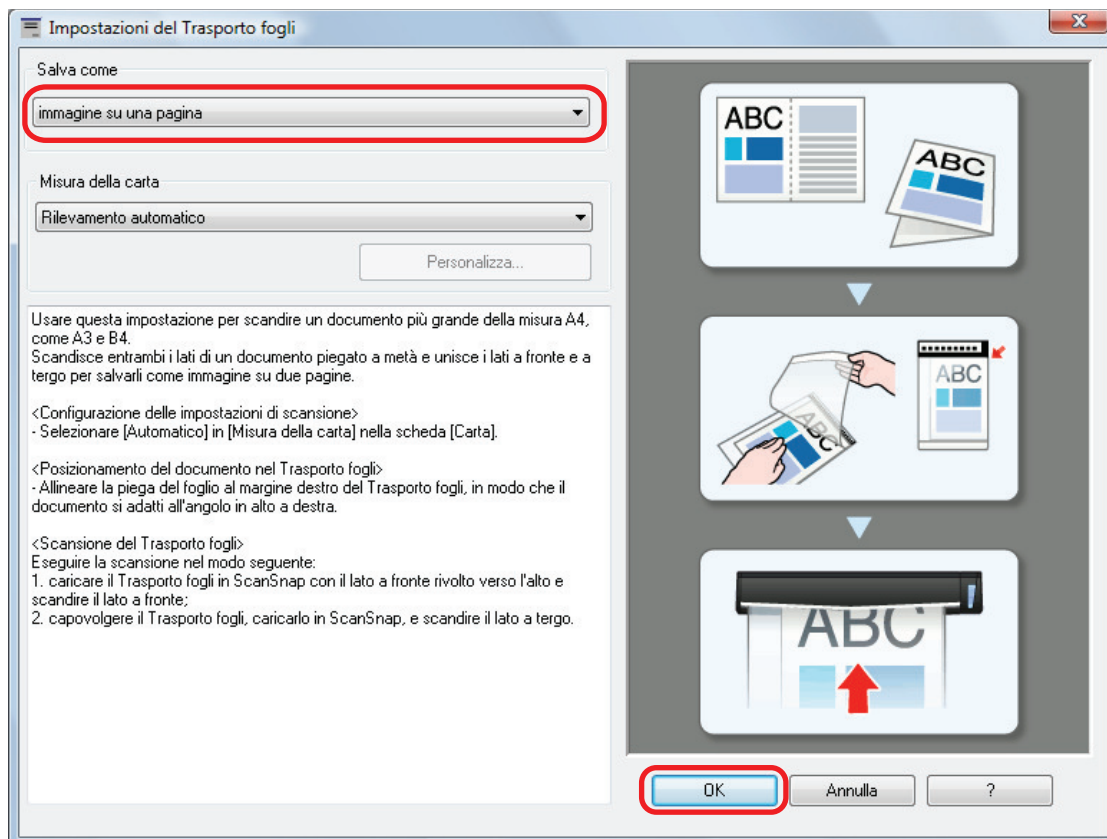 Impostazioni del Trasporto fogli
Salva come
immagine su una pagina
Misura della carta
Rilevamento automatico
Personalizza...
Usare questa impostazione per scandire un documento più grande della misura A4,
come A3 e B4.
Scandisce entrambi i lati di un documento piegato a metà e unisce i lati a fronte e a
tergo per salvarli come immagine su due pagine.
<Configurazione delle impostazioni di scansione>
- Selezionare [Automatico] in [Misura della carta] nella scheda [Carta].
<Posizionamento del documento nel Trasporto fogli>
- Allineare la piega del foglio al margine destro del Trasporto fogli, in modo che il
documento si adatti all'angolo in alto a destra.
<Scansione del Trasporto fogli>
Eseguire la scansione nel modo seguente:
1. caricare il Trasporto fogli in ScanSnap con il lato a fronte rivolto verso l'alto e
scandire il lato a fronte;
2. capovolgere il Trasporto fogli, caricarlo in ScanSnap, e scandire il lato a tergo.
ABC
ABC
ABC
ABC
ABC
OK
Annulla
?